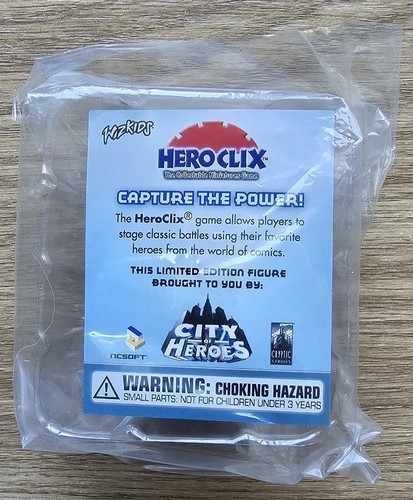 WIZKIDS
HEROCLIX™
The Collectable Miniatures Game
CAPTURE THE POWER!
The HeroClix® game allows players to
stage classic battles using their favorite
heroes from the world of comics.
THIS LIMITED EDITION FIGURE
BROUGHT TO YOU BY:
CITY
OF
HEROES
NCSOFT
CRYPTIC
STUDIOS
WARNING: CHOKING HAZARD
SMALL PARTS: NOT FOR CHILDREN UNDER 3 YEARS